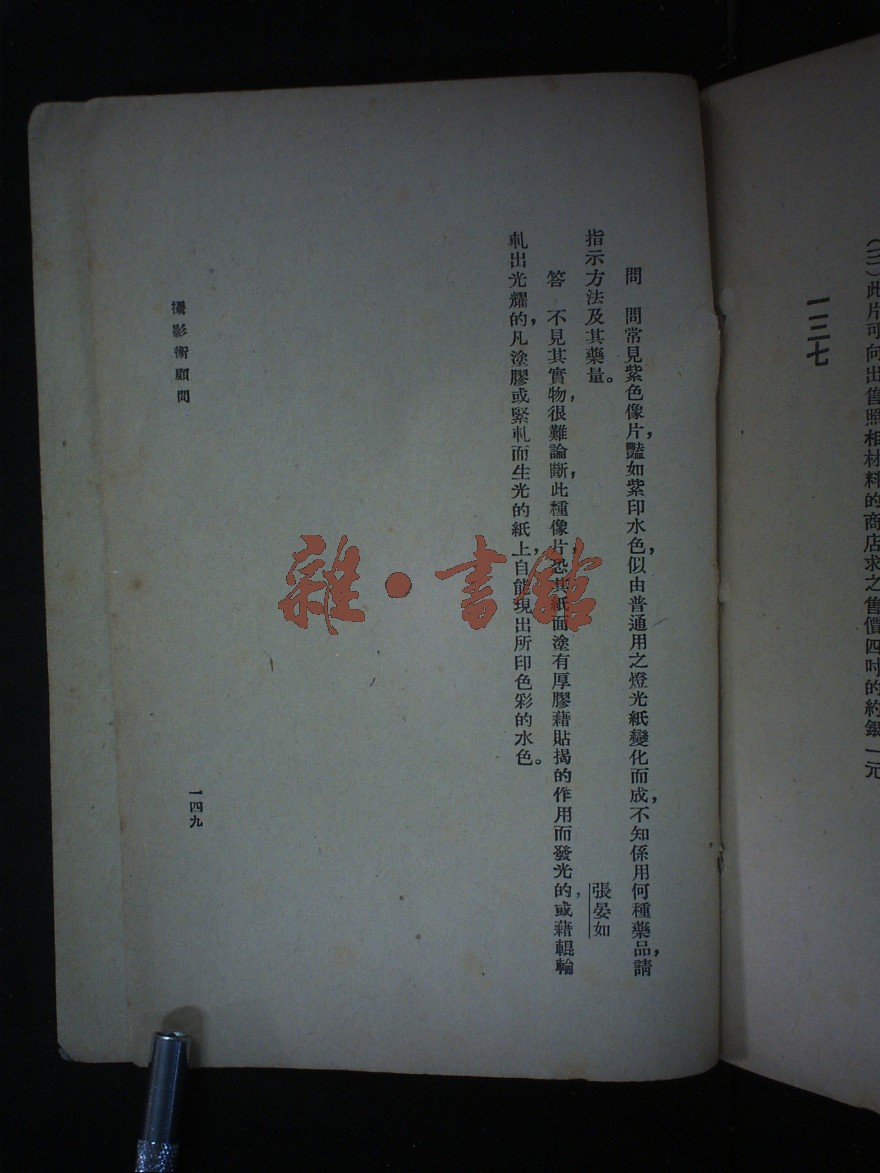 (三)此片可向出售照相材料的商店求之售價四吋的約銀一元
一三七
問　問常見紫色像片，豔如紫印水色，似由普通用之燈光紙變化而成，不知係用何種藥品，請
指示方法及其藥量。　張晏如
答　不見其實物，很難論斷，此種像片，恐其紙面塗有厚膠藉貼揭的作用而發光的，或藉輥輪
軋出光耀的，凡塗膠或緊軋而生光的紙上，自能現出所印色彩的水色。
攝影術顧問
一四九
雜·書館